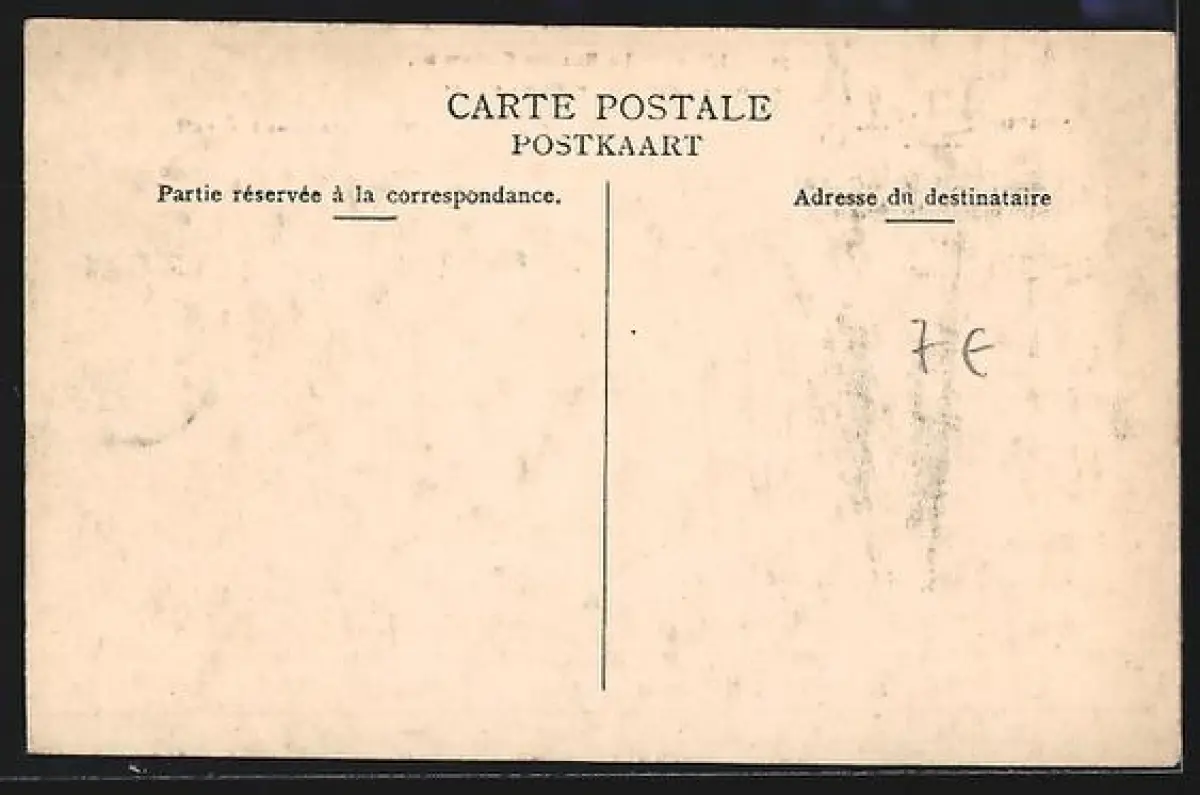 CARTE POSTALE
POSTKAART
Partie réservée à la correspondance.
Adresse du destinataire
7 €